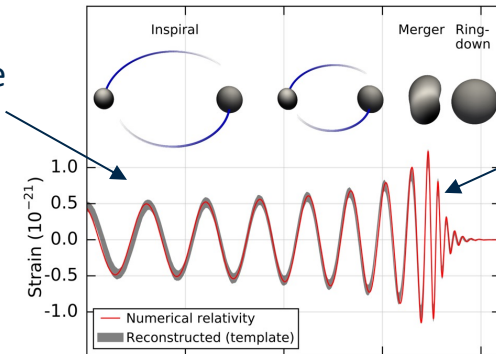 Inspiral
Merger
Ring-
down
e
Strain (10⁻²¹)
1.0
0.5
0.0
-0.5
-1.0
Numerical relativity
Reconstructed (template)